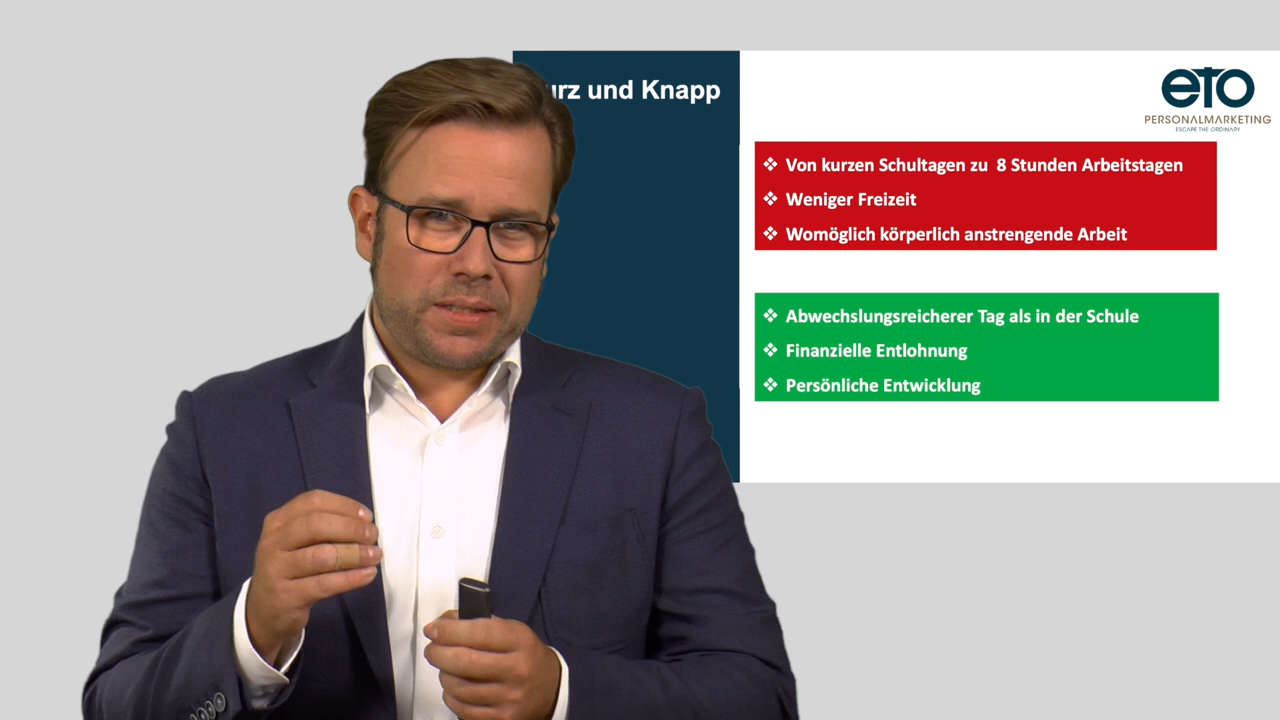 urz und Knapp
eTO
PERSONALMARKETING
ESCAPE THE ORDINARY
❖ Von kurzen Schultagen zu 8 Stunden Arbeitstagen
❖ Weniger Freizeit
❖ Womöglich körperlich anstrengende Arbeit
❖ Abwechslungsreicherer Tag als in der Schule
❖ Finanzielle Entlohnung
❖ Persönliche Entwicklung